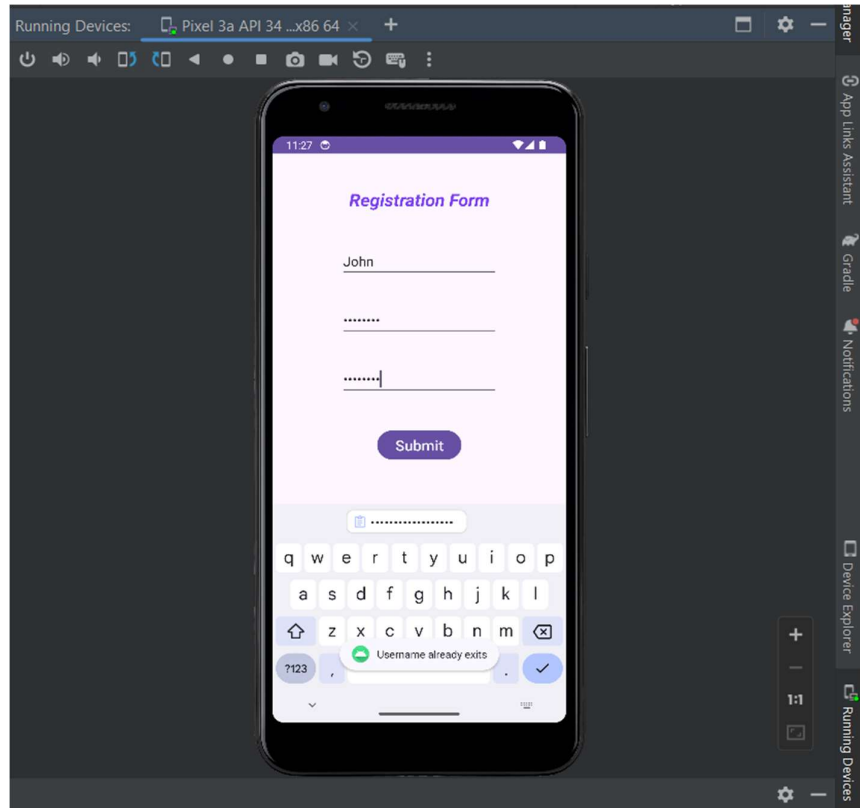 Running Devices: Pixel 3a API 34 ...x86 64
11:27
Registration Form
John
Submit
q w e r t y u i o p
a s d f g h j k l
z x c v b n m
Username already exits
?123 , .
1:1
App Links Assistant
Gradle
Notifications
Device Explorer
Running Devices